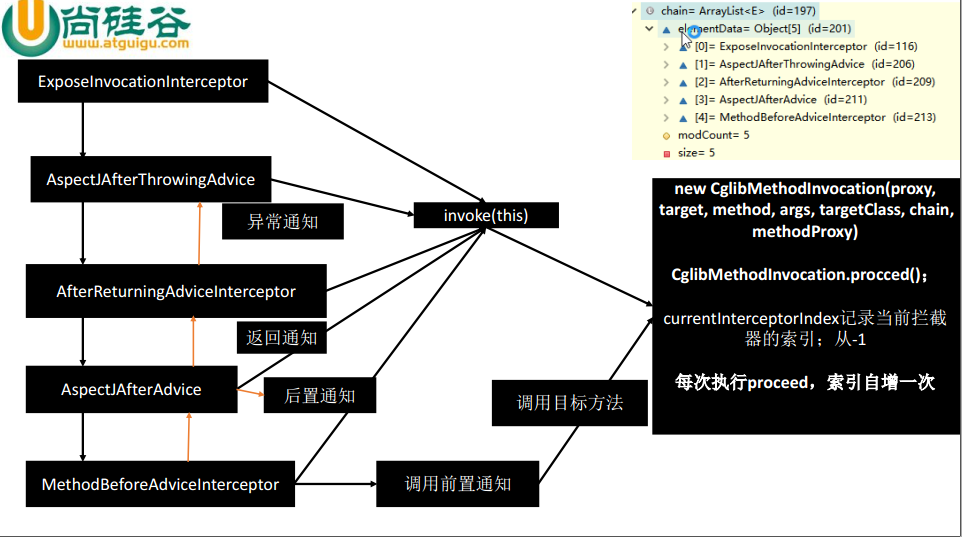 尚硅谷
www.atguigu.com
chain= ArrayList<E> (id=197)
elementData= Object[5] (id=201)
[0]= ExposeInvocationInterceptor (id=116)
[1]= AspectJAfterThrowingAdvice (id=206)
[2]= AfterReturningAdviceInterceptor (id=209)
[3]= AspectJAfterAdvice (id=211)
[4]= MethodBeforeAdviceInterceptor (id=213)
modCount= 5
size= 5
ExposeInvocationInterceptor
AspectJAfterThrowingAdvice
异常通知
invoke(this)
AfterReturningAdviceInterceptor
返回通知
AspectJAfterAdvice
后置通知
MethodBeforeAdviceInterceptor
调用前置通知
调用目标方法
new CglibMethodInvocation(proxy,
target, method, args, targetClass, chain,
methodProxy)
CglibMethodInvocation.procced()；
currentInterceptorIndex记录当前拦截
器的索引；从-1
每次执行proceed，索引自增一次